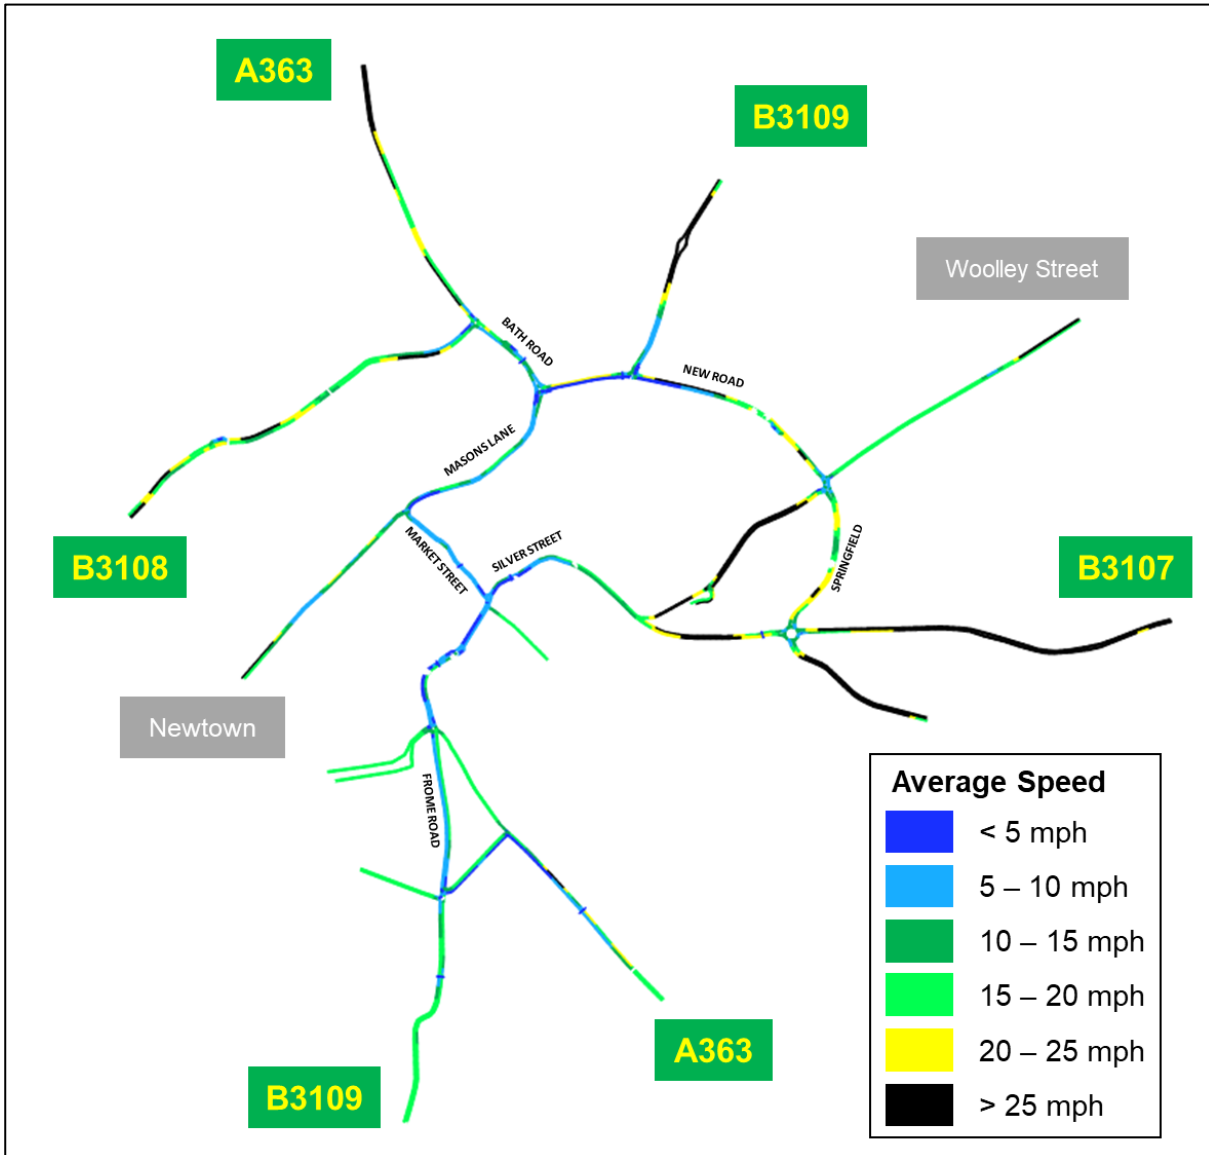 A363
B3109
Woolley Street
BATH ROAD
NEW ROAD
MASONS LANE
B3108
MARKET STREET
SILVER STREET
SPRINGFIELD
B3107
Newtown
FROME ROAD
Average Speed
< 5 mph
5 – 10 mph
10 – 15 mph
15 – 20 mph
20 – 25 mph
> 25 mph
A363
B3109